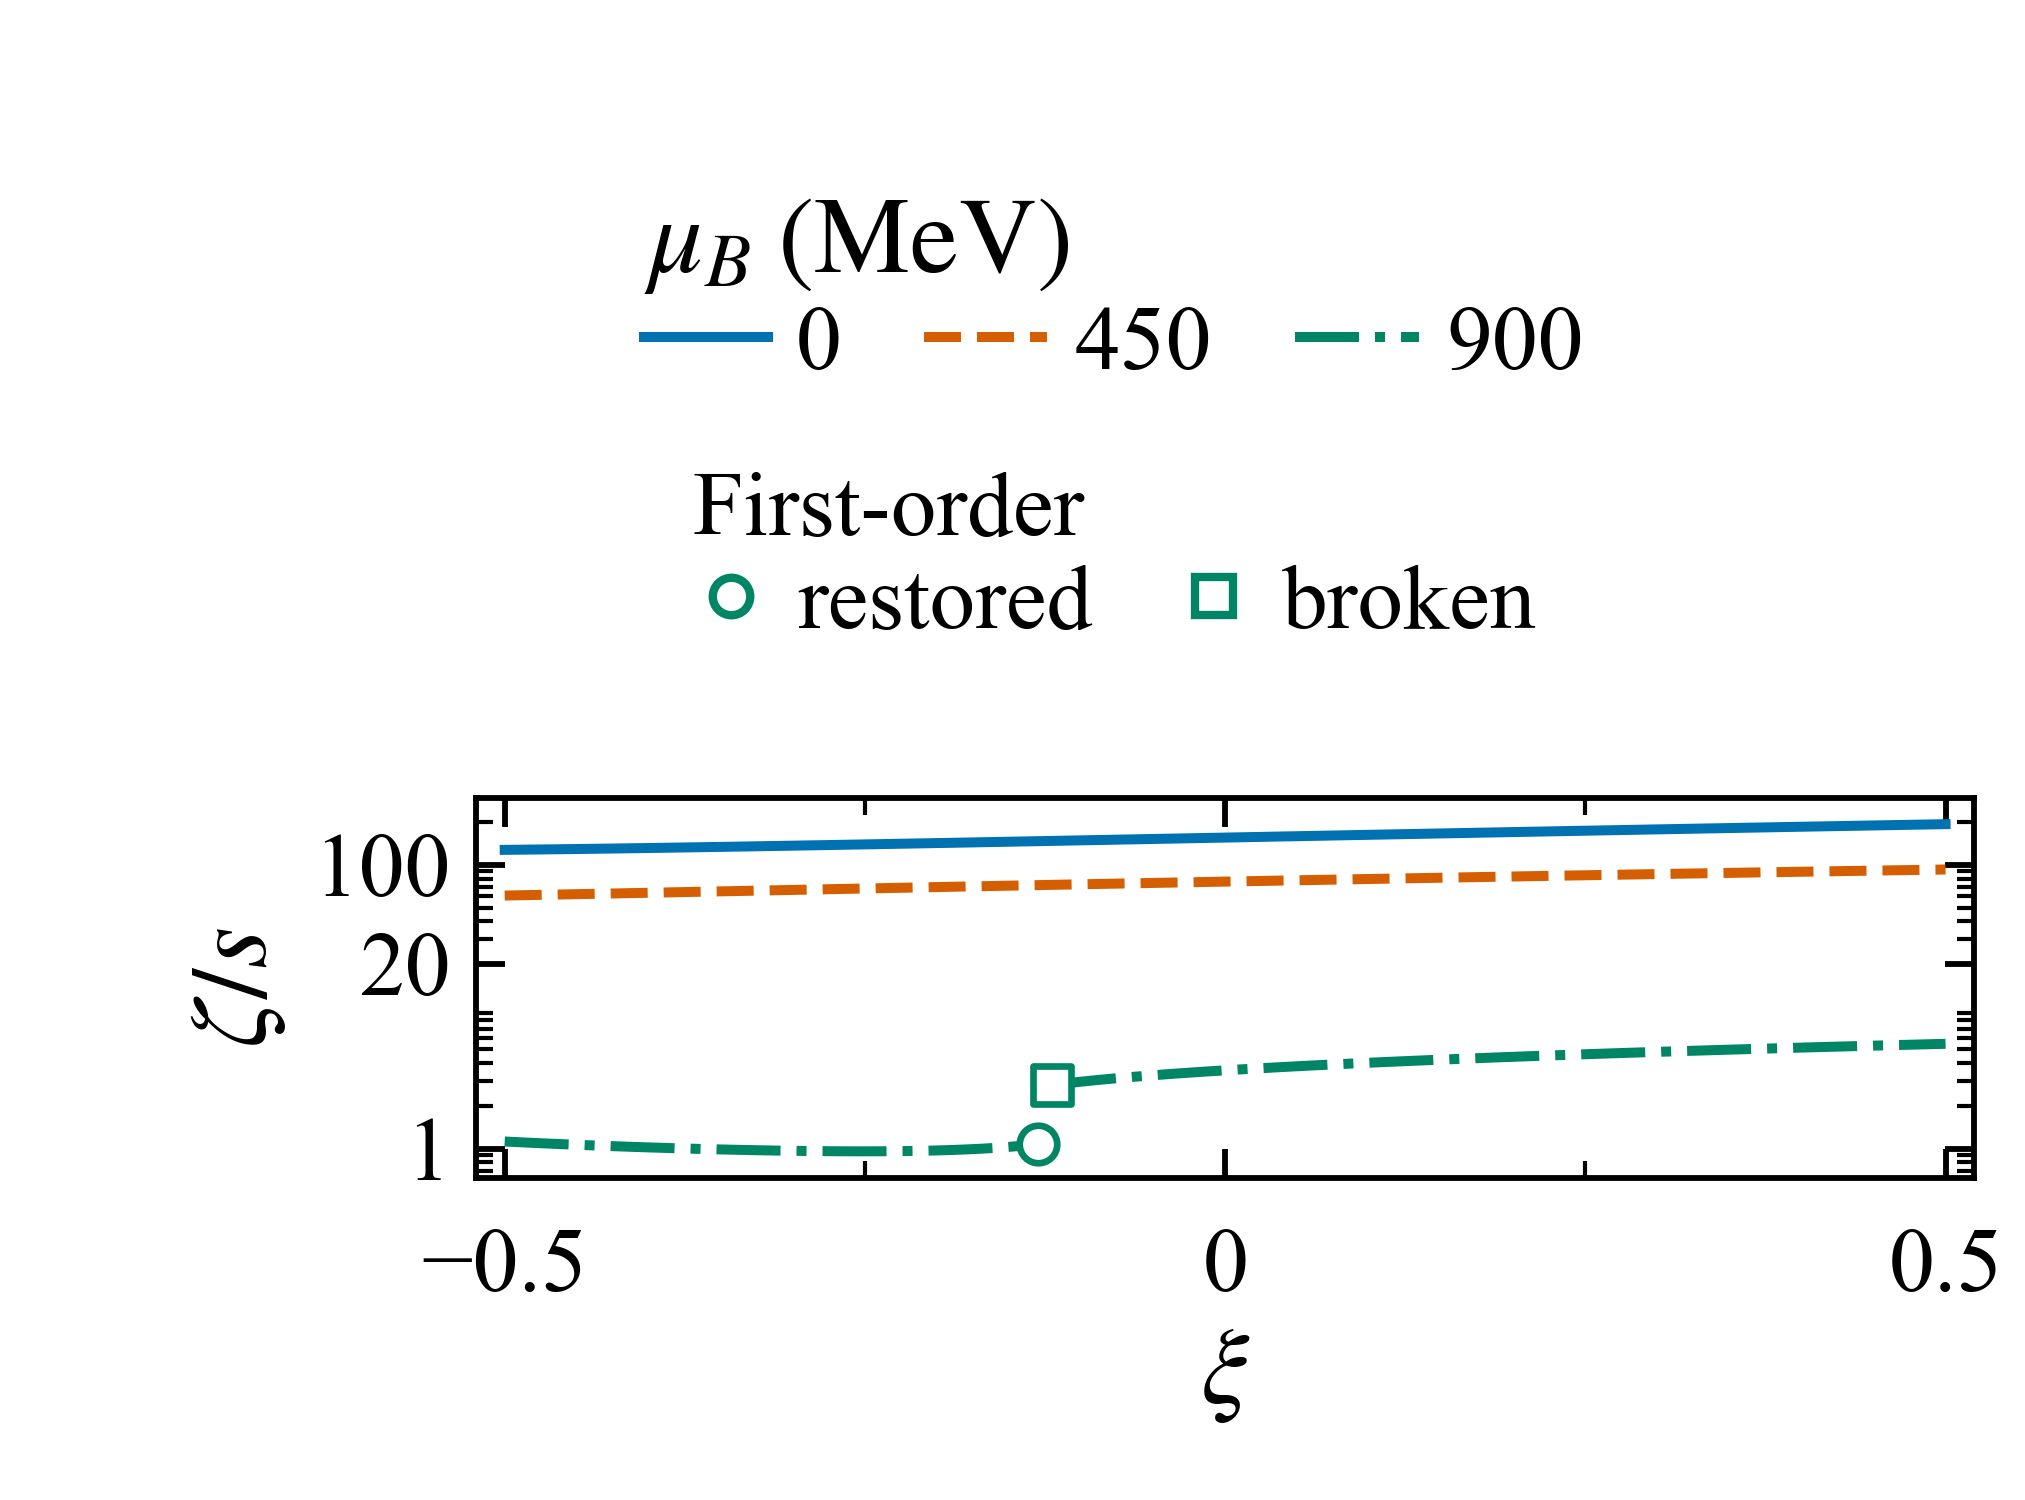 μ_B (MeV)
0 450 900
First-order
restored broken
100
20
1
ζ/s
−0.5 0 0.5
ξ